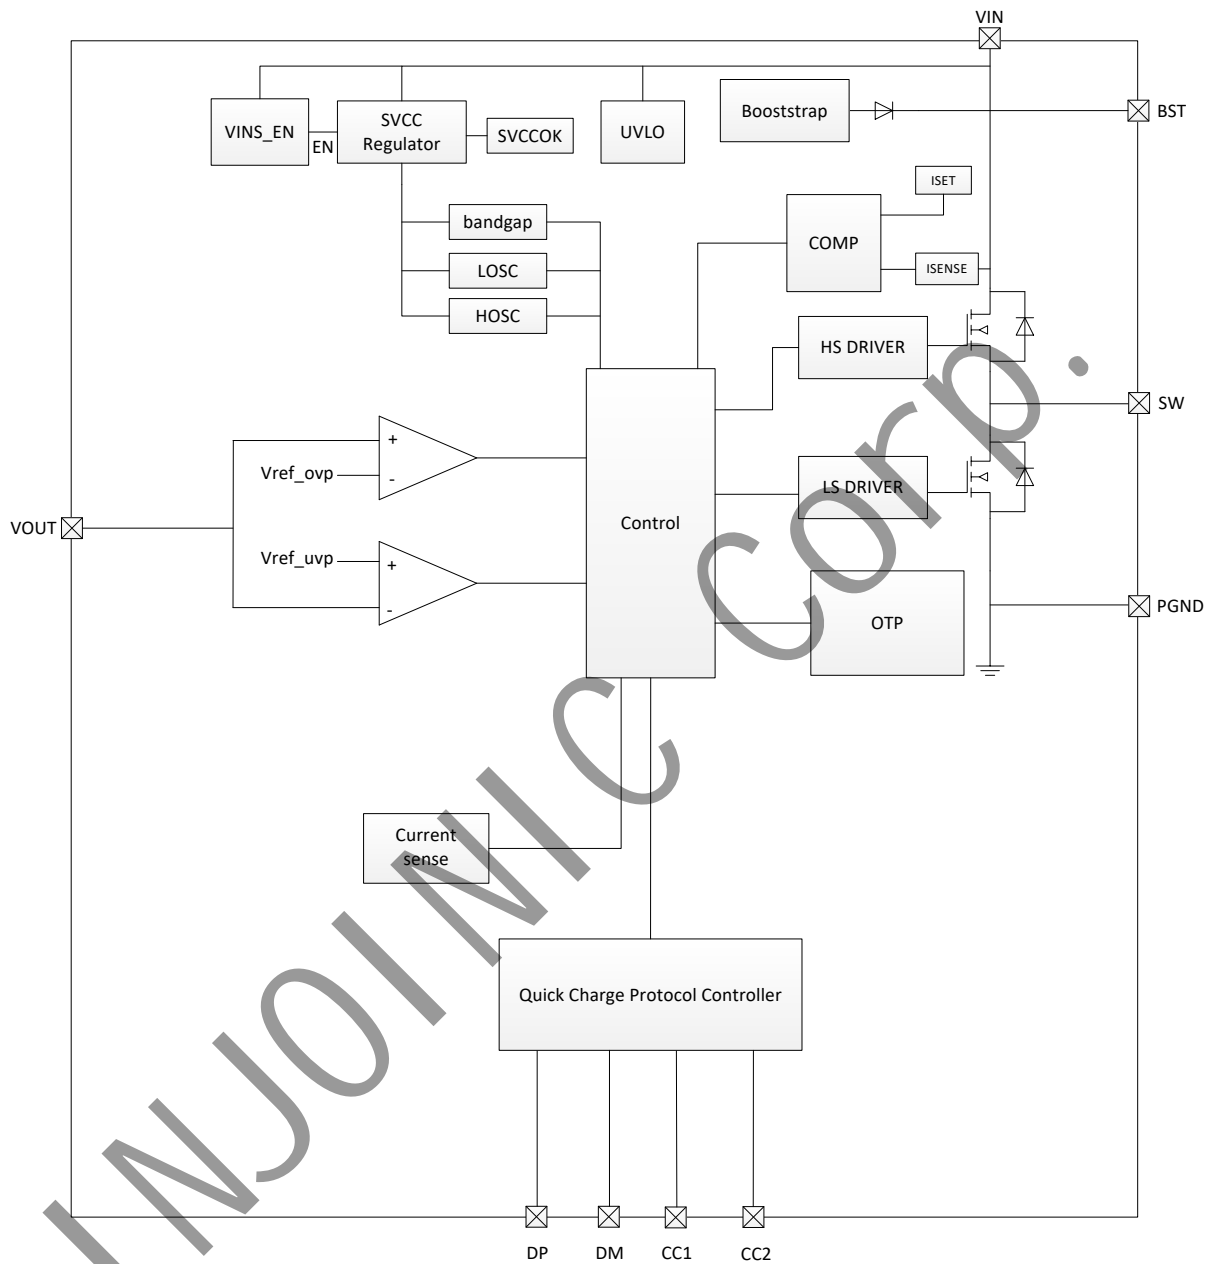 VIN
VINS_EN
EN
SVCC
Regulator
SVCCOK
UVLO
Booststrap
BST
ISET
bandgap
COMP
LOSC
ISENSE
HOSC
HS DRIVER
SW
+
Vref_ovp
-
LS DRIVER
VOUT
Control
Vref_uvp
+
-
OTP
PGND
Current
sense
Quick Charge Protocol Controller
DP
DM
CC1
CC2
INJOINIC Corp.